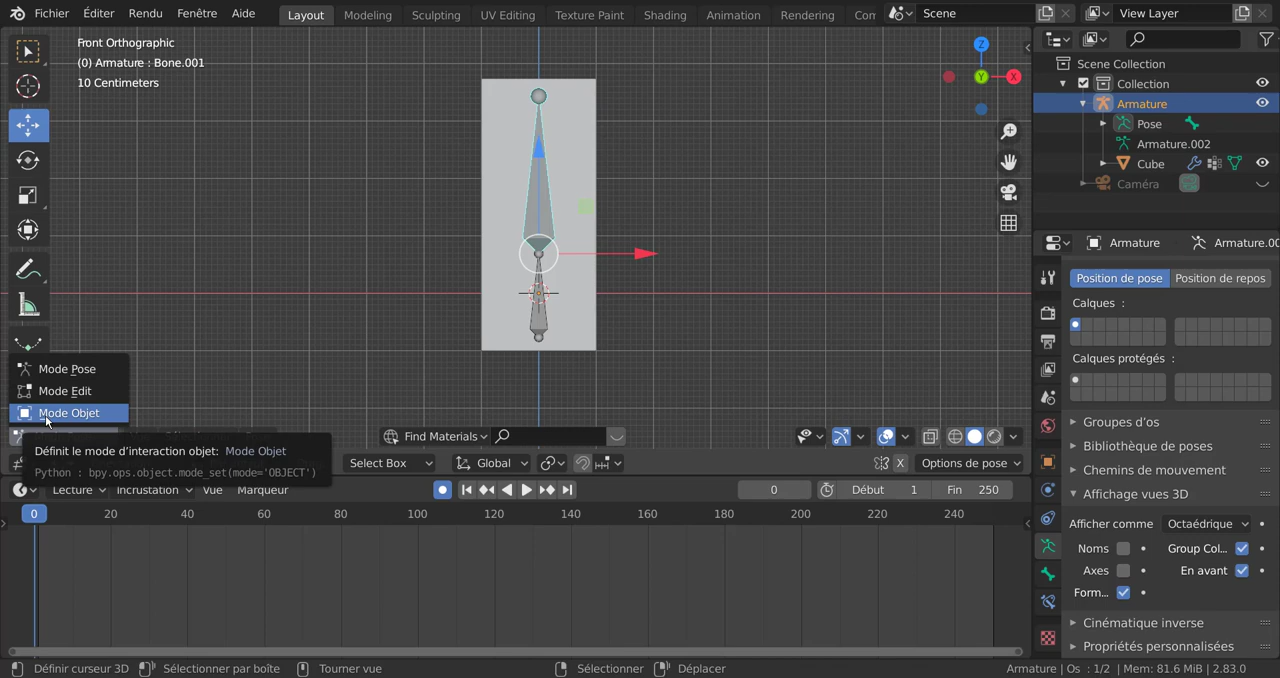 Fichier Éditer Rendu Fenêtre Aide Layout Modeling Sculpting UV Editing Texture Paint Shading Animation Rendering Com Scene View Layer
Front Orthographic
(0) Armature : Bone.001
10 Centimeters
Z
Y
X
Scene Collection
Collection
Armature
Pose
Armature.002
Cube
Caméra
Armature Armature.00
Position de pose Position de repos
Calques :
Calques protégés :
Groupes d'os
Bibliothèque de poses
Chemins de mouvement
Affichage vues 3D
Afficher comme Octaédrique
Noms Group Col...
Axes En avant
Form...
Cinématique inverse
Propriétés personnalisées
Mode Pose
Mode Edit
Mode Objet
Définit le mode d'interaction objet: Mode Objet
Python : bpy.ops.object.mode_set(mode='OBJECT')
Find Materials
Select Box Global X Options de pose
Lecture Incrustation Vue Marqueur 0 Début 1 Fin 250
0 20 40 60 80 100 120 140 160 180 200 220 240
Définir curseur 3D Sélectionner par boîte Tourner vue Sélectionner Déplacer Armature | Os : 1/2 | Mem: 81.6 MiB | 2.83.0